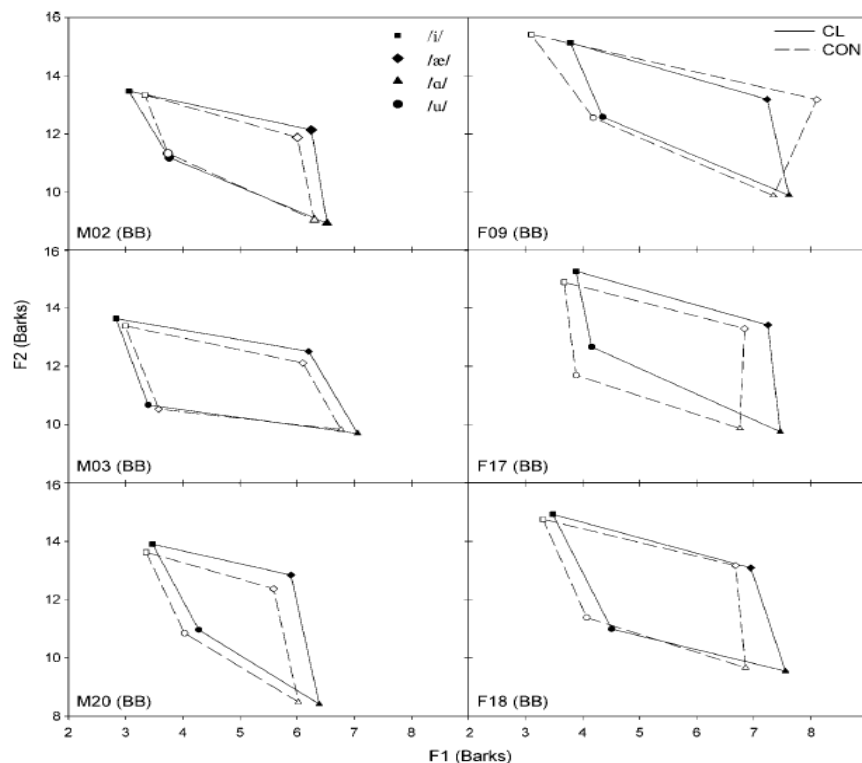 16
14
12
10
/i/
/æ/
/ɑ/
/u/
M02 (BB)
CL
CON
F09 (BB)
16
14
12
10
M03 (BB)
F17 (BB)
F2 (Barks)
16
14
12
10
8
M20 (BB)
F18 (BB)
2 3 4 5 6 7 8 2 3 4 5 6 7 8
F1 (Barks)